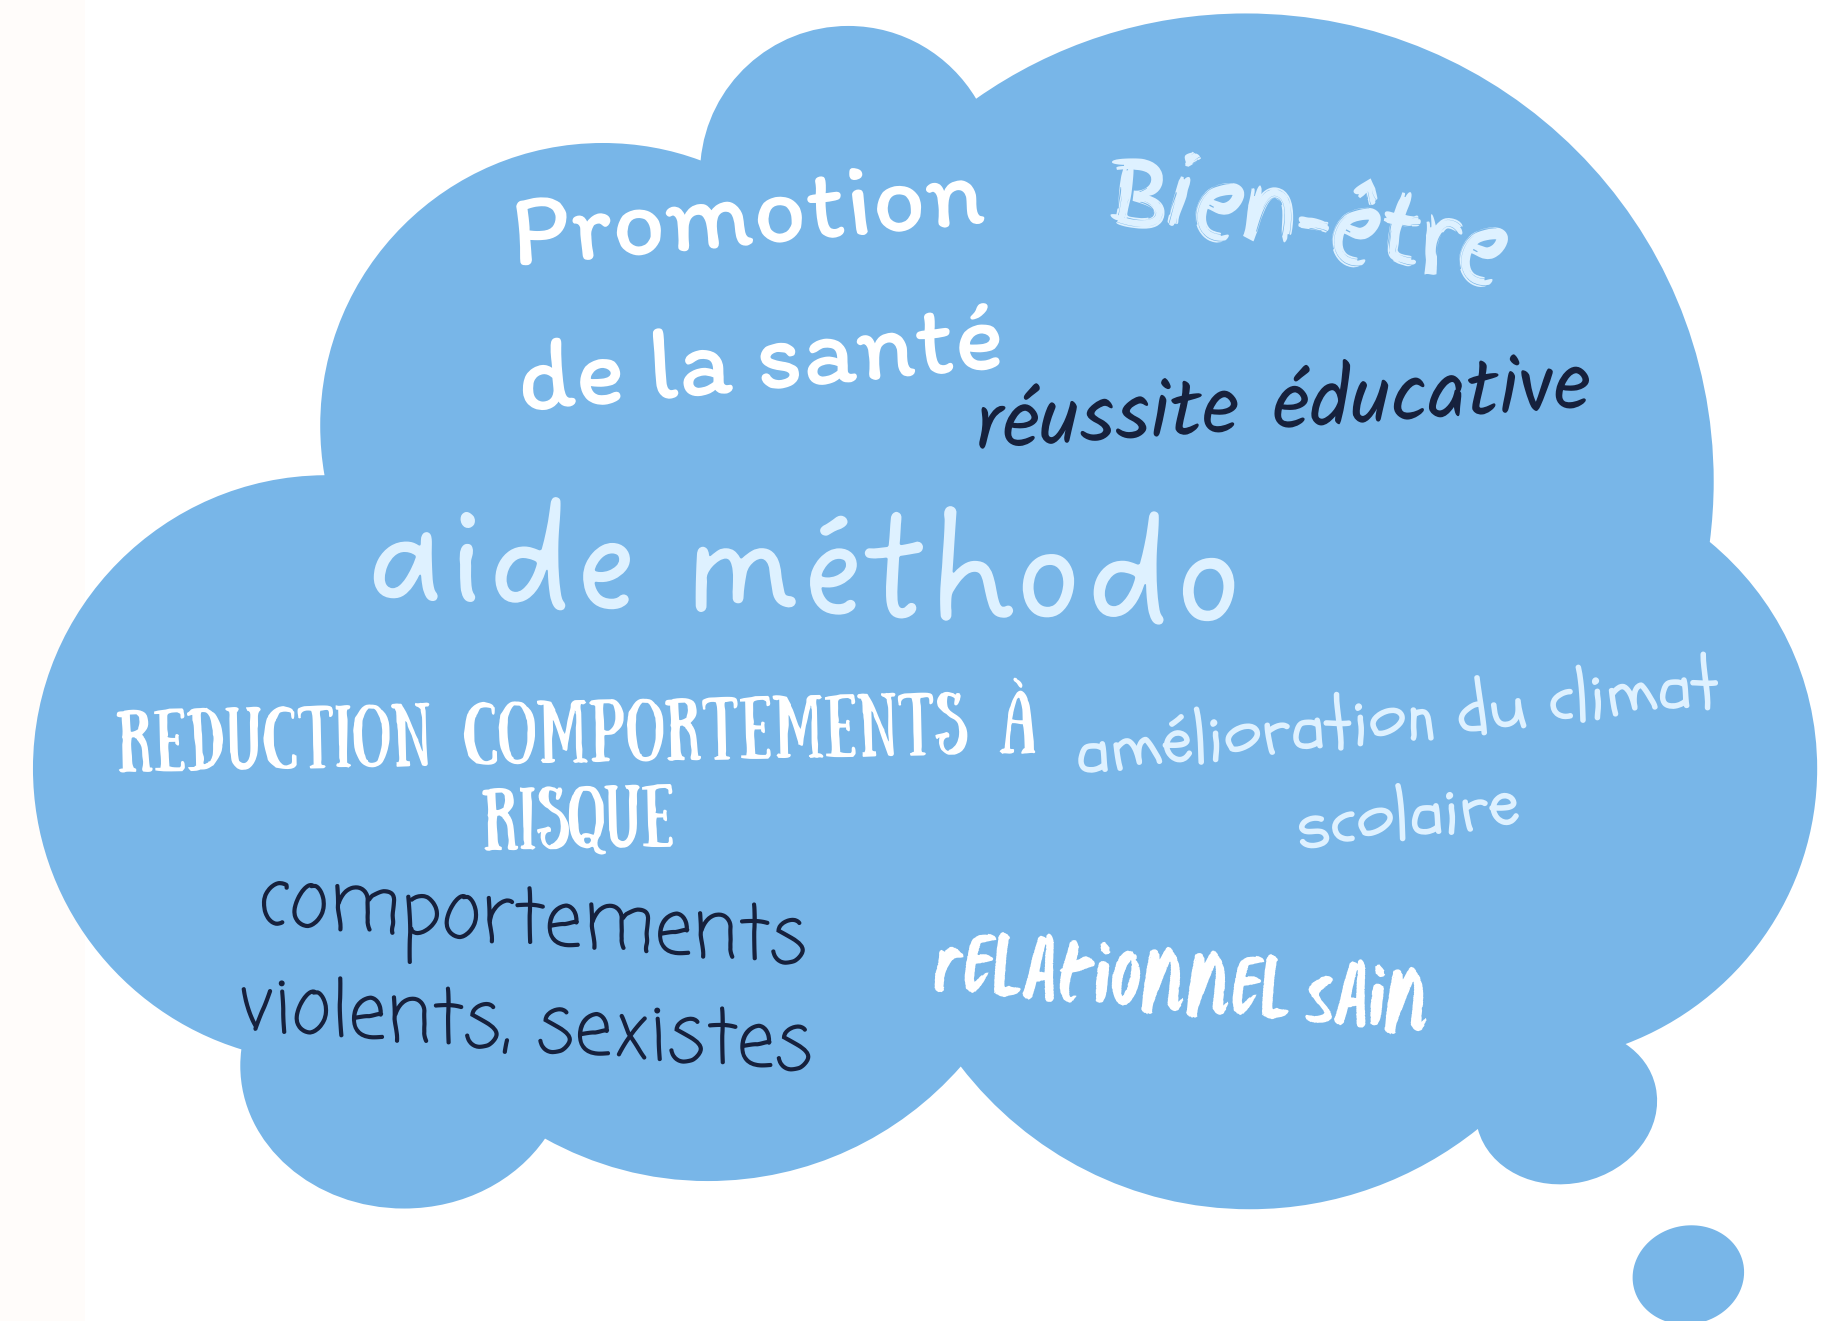 Promotion
de la santé
Bien-être
réussite éducative
aide méthodo
REDUCTION COMPORTEMENTS À
RISQUE
amélioration du climat
scolaire
comportements
violents, sexistes
rELAtionnEL sAin